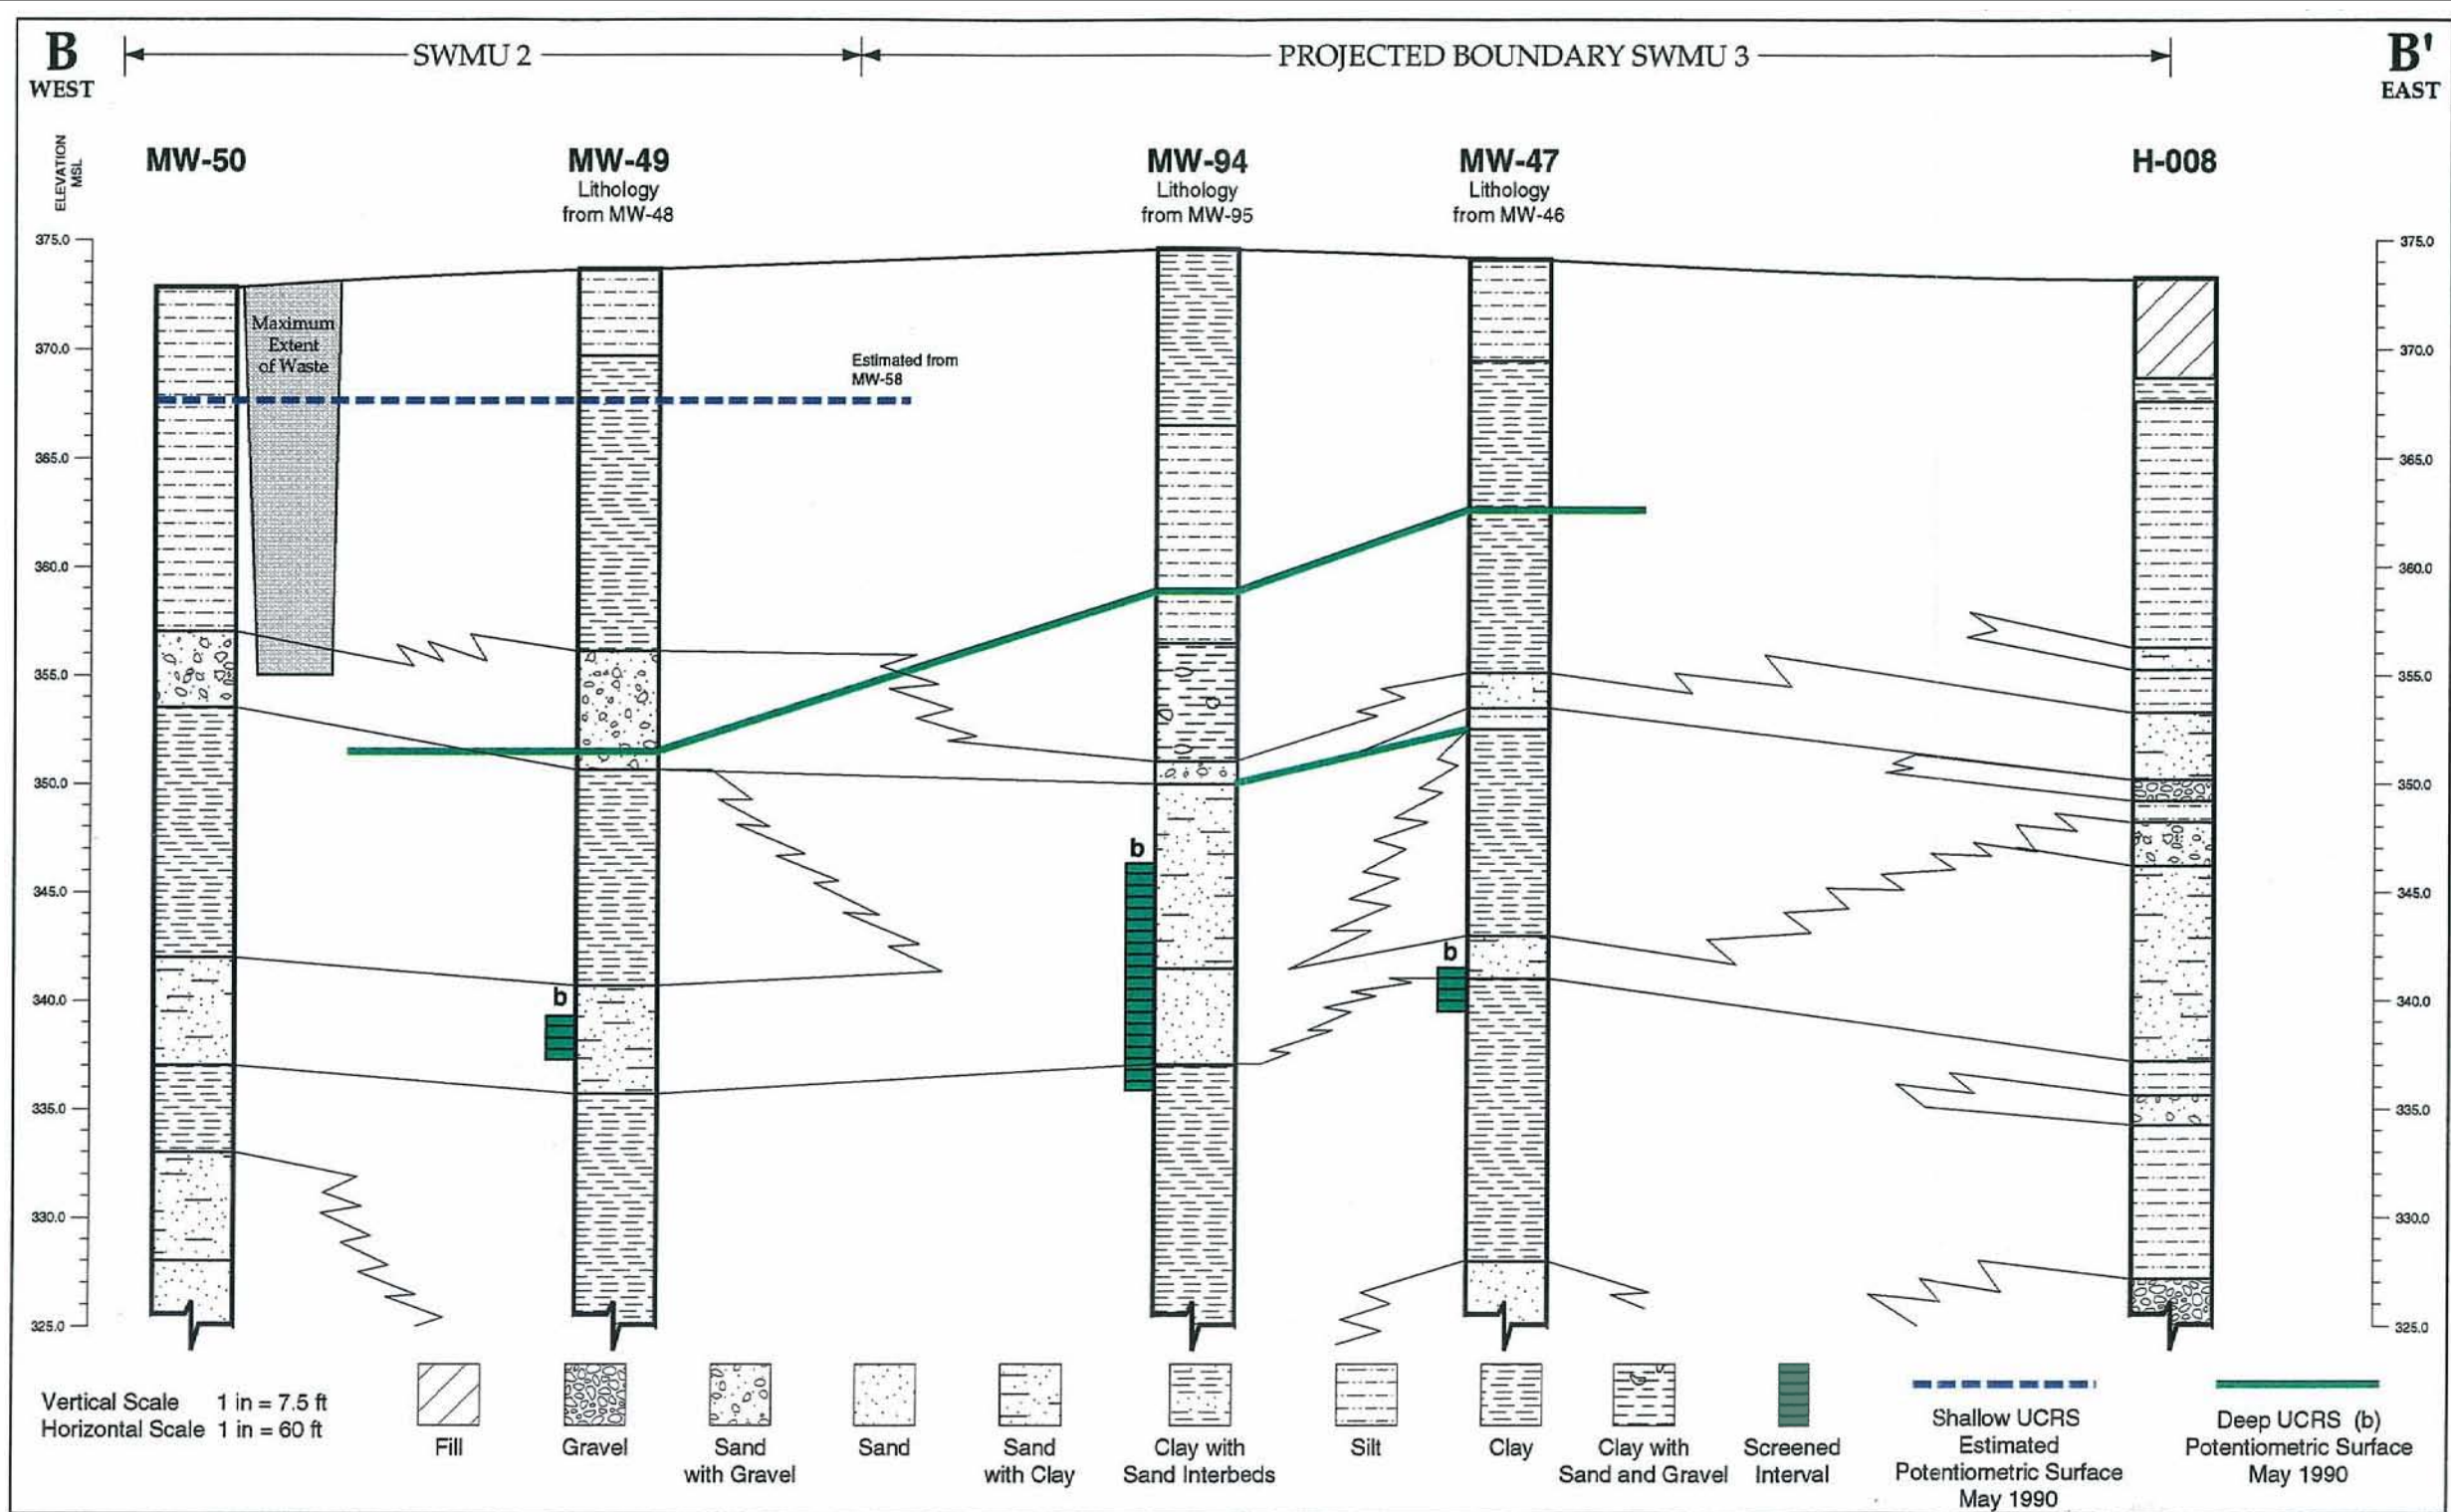 B
WEST
SWMU 2
PROJECTED BOUNDARY SWMU 3
B'
EAST
ELEVATION
MSL
MW-50
MW-49
Lithology
from MW-48
MW-94
Lithology
from MW-95
MW-47
Lithology
from MW-46
H-008
375.0
370.0
365.0
360.0
355.0
350.0
345.0
340.0
335.0
330.0
325.0
Maximum
Extent
of Waste
Estimated from
MW-58
b
b
b
375.0
370.0
365.0
360.0
355.0
350.0
345.0
340.0
335.0
330.0
325.0
Vertical Scale 1 in = 7.5 ft
Horizontal Scale 1 in = 60 ft
Fill
Gravel
Sand
with Gravel
Sand
Sand
with Clay
Clay with
Sand Interbeds
Silt
Clay
Clay with
Sand and Gravel
Screened
Interval
Shallow UCRS
Estimated
Potentiometric Surface
May 1990
Deep UCRS (b)
Potentiometric Surface
May 1990